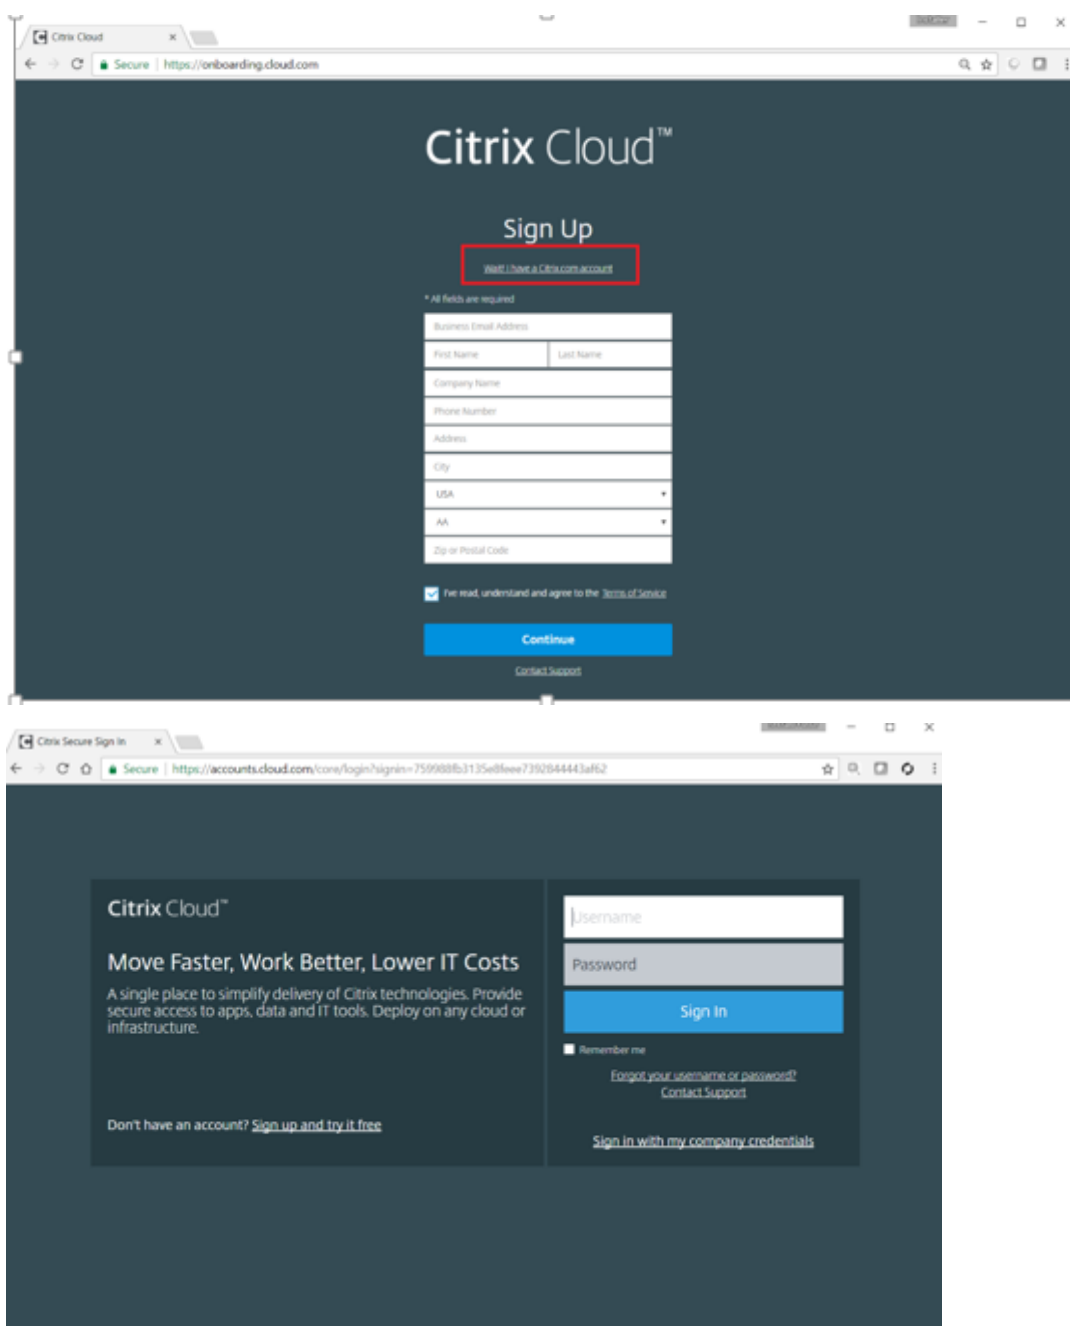 Citrix Cloud
Secure | https://onboarding.cloud.com
Citrix Cloud™
Sign Up
Wait! I have a Citrix.com account
* All fields are required
Business Email Address
First Name
Last Name
Company Name
Phone Number
Address
City
USA
AA
Zip or Postal Code
I've read, understand and agree to the Terms of Service
Continue
Contact Support
Citrix Secure Sign In
Secure | https://accounts.cloud.com/core/login?signin=759988fb3135e8feee7392844443af62
Citrix Cloud™
Move Faster, Work Better, Lower IT Costs
A single place to simplify delivery of Citrix technologies. Provide
secure access to apps, data and IT tools. Deploy on any cloud or
infrastructure.
Don't have an account? Sign up and try it free
Username
Password
Sign In
Remember me
Forgot your username or password?
Contact Support
Sign in with my company credentials